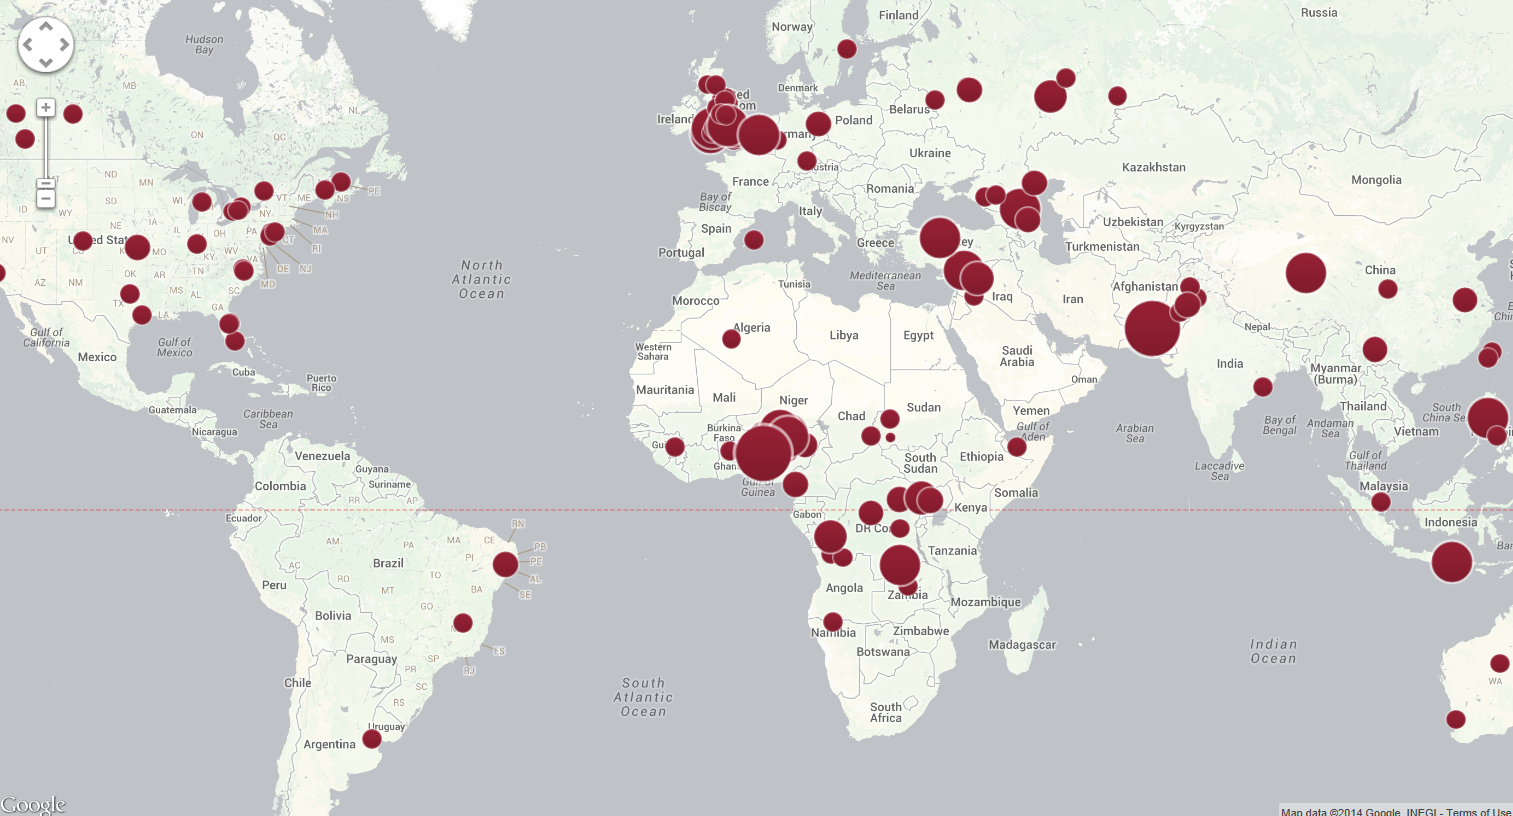 Russia
Finland
Norway
Hudson
Bay
AB
MB
Denmark
NL
Belarus
Ireland
Poland
ON
QC
Ukraine
Kazakhstan
ND
MN
SD
WI
VT
ME
NS
PE
France
Austria
Romania
Mongolia
ID
WY
NY
NH
Bay of
Biscay
Italy
Uzbekistan
Kyrgyzstan
NV
UT
United States
PA
MA
CT
RI
Spain
Portugal
Greece
Turkmenistan
KS
MO
KY
WV
VA
DE
NJ
MD
North
Atlantic
Ocean
Mediterranean
Sea
China
AZ
NM
OK
AR
TN
NC
SC
Tunisia
Iraq
Iran
Afghanistan
TX
MS
AL
GA
LA
Morocco
Algeria
Libya
Egypt
Nepal
Gulf of
California
Gulf of
Mexico
Mexico
Western
Sahara
Saudi
Arabia
India
Myanmar
(Burma)
Cuba
Puerto
Rico
Mauritania
Mali
Niger
Chad
Sudan
Oman
Yemen
Thailand
Guatemala
Caribbean
Sea
Nicaragua
Burkina
Faso
Gulf of
Aden
Arabian
Sea
Bay of
Bengal
Andaman
Sea
South
China Sea
Vietnam
Venezuela
Guyana
Suriname
Gulf of
Guinea
South
Sudan
Ethiopia
Laccadive
Sea
Gulf of
Thailand
Malaysia
Colombia
RR
AP
Somalia
Ecuador
Gabon
Kenya
Indonesia
AM
PA
MA
CE
RN
PB
PE
AL
SE
PI
Tanzania
AC
RO
Brazil
TO
BA
Peru
MT
GO
Angola
Zambia
Mozambique
Bolivia
Namibia
Zimbabwe
Botswana
Madagascar
Indian
Ocean
MS
ES
SP
RJ
Paraguay
PR
SC
RS
Chile
South
Atlantic
Ocean
South
Africa
WA
Uruguay
Argentina
Google
Map data ©2014 Google, INEGI - Terms of Use